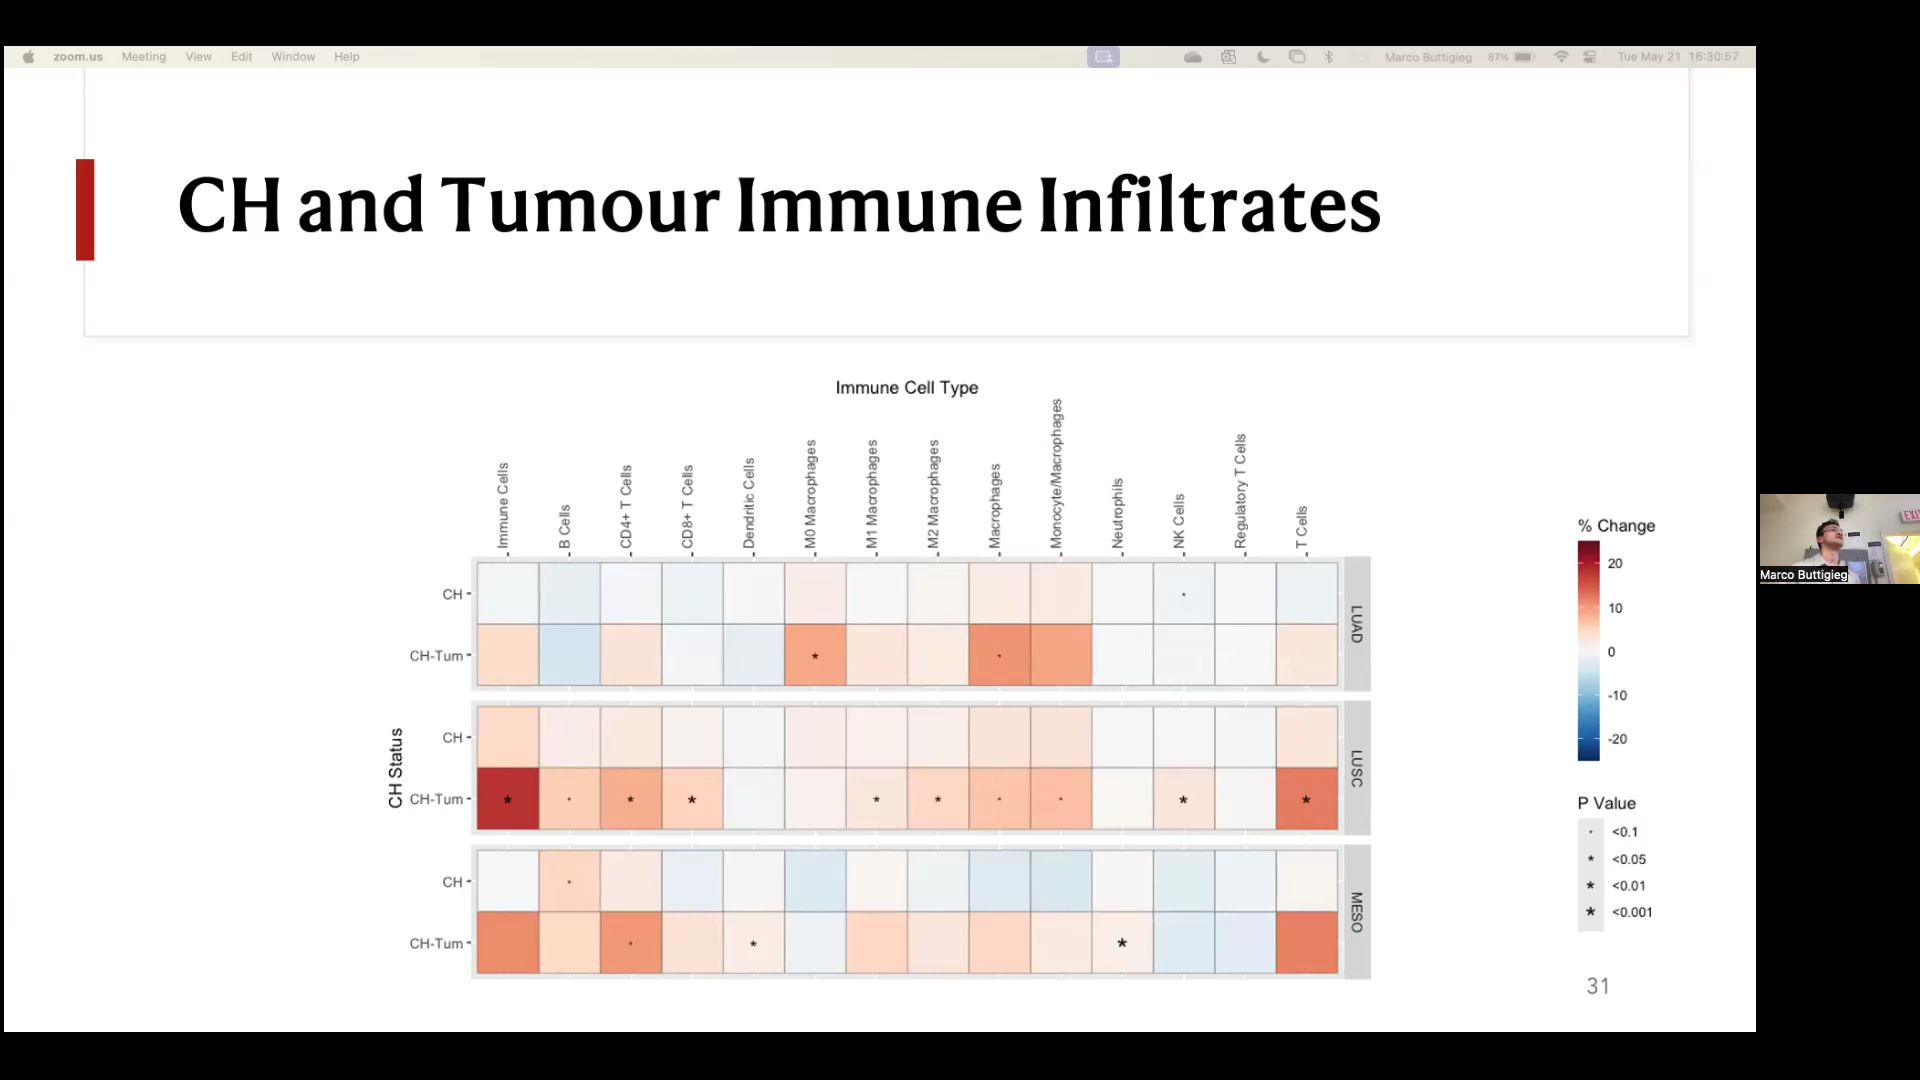 zoom.us Meeting View Edit Window Help Marco Buttigieg 87% Tue May 21 16:30:57
CH and Tumour Immune Infiltrates
Immune Cell Type
Immune Cells
B Cells
CD4+ T Cells
CD8+ T Cells
Dendritic Cells
M0 Macrophages
M1 Macrophages
M2 Macrophages
Macrophages
Monocyte/Macrophages
Neutrophils
NK Cells
Regulatory T Cells
T Cells
CH Status
CH
CH-Tum
LUAD
CH
CH-Tum
LUSC
CH
CH-Tum
MESO
% Change
20
10
0
-10
-20
P Value
<0.1
<0.05
<0.01
<0.001
31
EXI
Marco Buttigieg